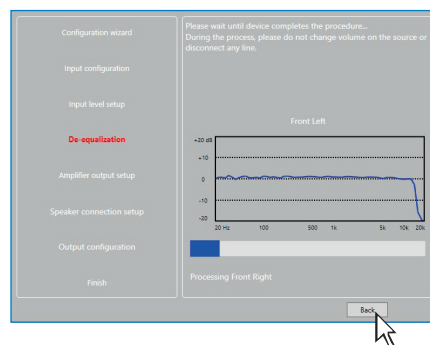 Configuration wizard
Input configuration
Input level setup
De-equalization
Amplifier output setup
Speaker connection setup
Output configuration
Finish
Please wait until device completes the procedure...
During the process, please do not change volume on the source or
disconnect any line.
Front Left
+20 dB
+10
0
-10
-20
20 Hz 100 500 1k 5k 10k 20k
Processing Front Right
Back